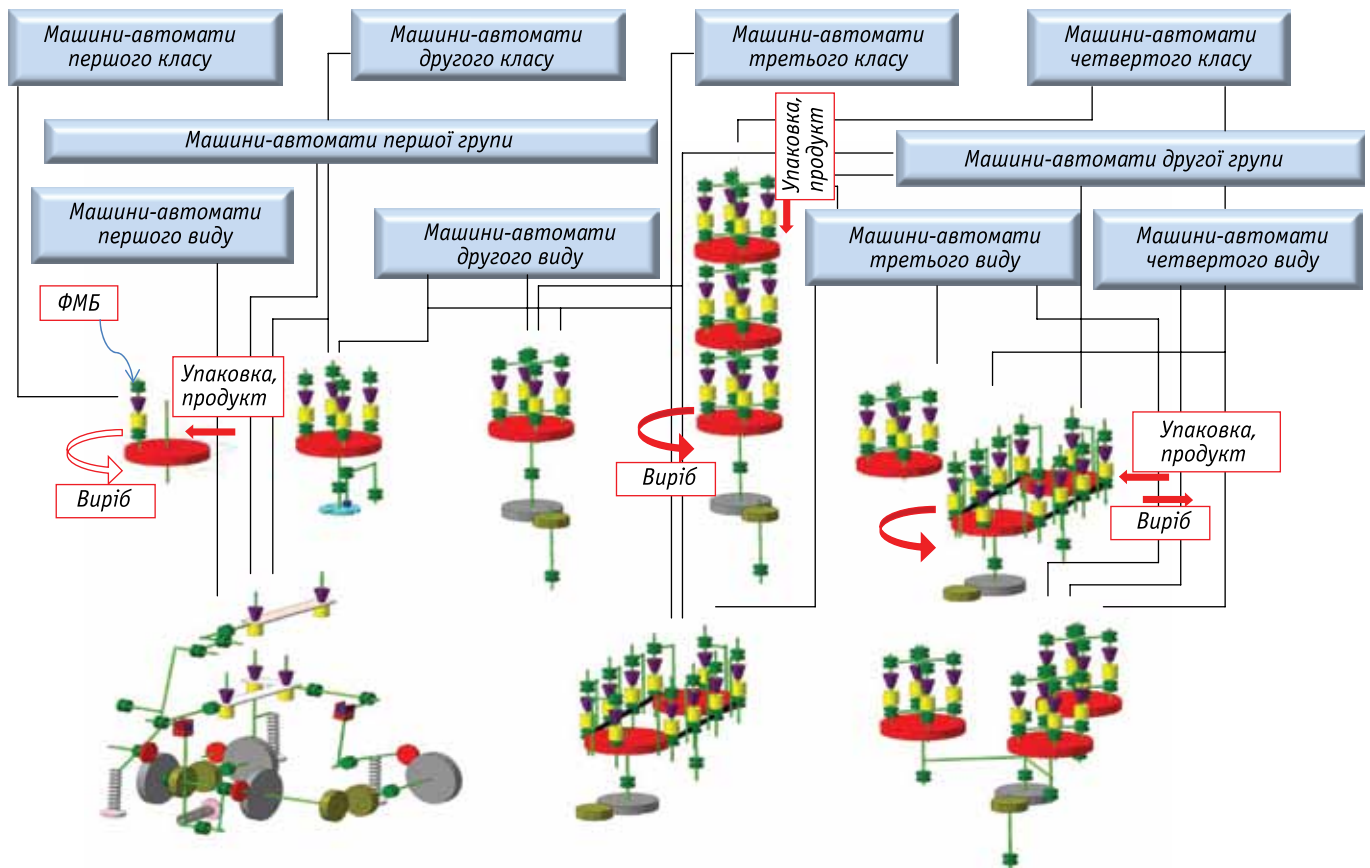 Машини-автомати
першого класу
Машини-автомати
другого класу
Машини-автомати
третього класу
Машини-автомати
четвертого класу
Машини-автомати першої групи
Упаковка,
продукт
Машини-автомати другої групи
Машини-автомати
першого виду
Машини-автомати
другого виду
Машини-автомати
третього виду
Машини-автомати
четвертого виду
ФМБ
Упаковка,
продукт
Виріб
Виріб
Упаковка,
продукт
Виріб